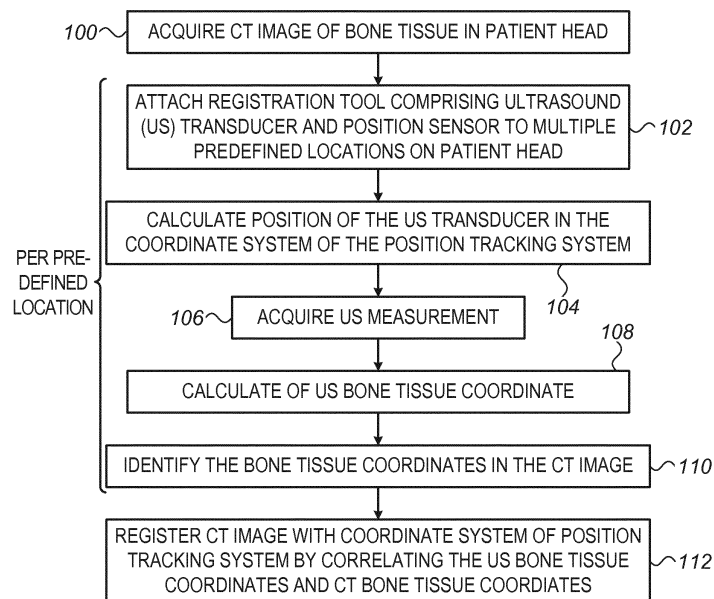 100
ACQUIRE CT IMAGE OF BONE TISSUE IN PATIENT HEAD
ATTACH REGISTRATION TOOL COMPRISING ULTRASOUND
(US) TRANSDUCER AND POSITION SENSOR TO MULTIPLE
PREDEFINED LOCATIONS ON PATIENT HEAD
102
CALCULATE POSITION OF THE US TRANSDUCER IN THE
COORDINATE SYSTEM OF THE POSITION TRACKING SYSTEM
104
PER PRE-
DEFINED
LOCATION
106
ACQUIRE US MEASUREMENT
108
CALCULATE OF US BONE TISSUE COORDINATE
IDENTIFY THE BONE TISSUE COORDINATES IN THE CT IMAGE
110
REGISTER CT IMAGE WITH COORDINATE SYSTEM OF POSITION
TRACKING SYSTEM BY CORRELATING THE US BONE TISSUE
COORDINATES AND CT BONE TISSUE COORDIATES
112